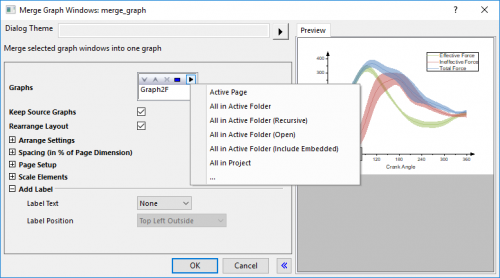 Merge Graph Windows: merge_graph
Dialog Theme
Merge selected graph windows into one graph
Graphs
Graph2F
Active Page
All in Active Folder
All in Active Folder (Recursive)
All in Active Folder (Open)
All in Active Folder (Include Embedded)
All in Project
...
Keep Source Graphs
Rearrange Layout
Arrange Settings
Spacing (in % of Page Dimension)
Page Setup
Scale Elements
Add Label
Label Text
None
Label Position
Top Left Outside
OK
Cancel
Preview
Effective Force
Ineffective Force
Total Force
400
300
200
120
180
240
300
360
Crank Angle